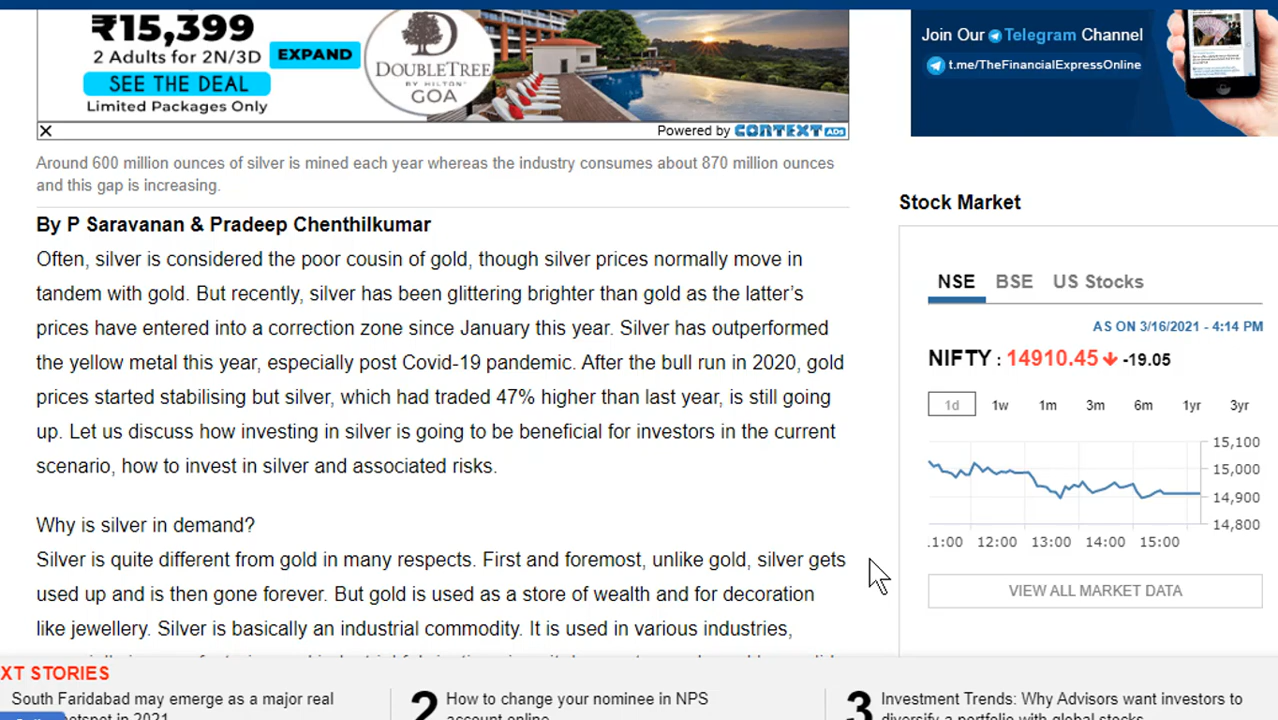 ₹15,399
2 Adults for 2N/3D
EXPAND
SEE THE DEAL
Limited Packages Only
D
DOUBLETREE
BY HILTON
GOA
Powered by CONTEXT ADS
Join Our Telegram Channel
t.me/TheFinancialExpressOnline
Around 600 million ounces of silver is mined each year whereas the industry consumes about 870 million ounces
and this gap is increasing.
By P Saravanan & Pradeep Chenthilkumar
Often, silver is considered the poor cousin of gold, though silver prices normally move in
tandem with gold. But recently, silver has been glittering brighter than gold as the latter's
prices have entered into a correction zone since January this year. Silver has outperformed
the yellow metal this year, especially post Covid-19 pandemic. After the bull run in 2020, gold
prices started stabilising but silver, which had traded 47% higher than last year, is still going
up. Let us discuss how investing in silver is going to be beneficial for investors in the current
scenario, how to invest in silver and associated risks.
Why is silver in demand?
Silver is quite different from gold in many respects. First and foremost, unlike gold, silver gets
used up and is then gone forever. But gold is used as a store of wealth and for decoration
like jewellery. Silver is basically an industrial commodity. It is used in various industries,
Stock Market
NSE BSE US Stocks
AS ON 3/16/2021 - 4:14 PM
NIFTY : 14910.45 -19.05
1d 1w 1m 3m 6m 1yr 3yr
15,100
15,000
14,900
14,800
12:00 13:00 14:00 15:00
VIEW ALL MARKET DATA
XT STORIES
South Faridabad may emerge as a major real
in 2021
2 How to change your nominee in NPS
account online
3 Investment Trends: Why Advisors want investors to
diversify a portfolio with global stocks